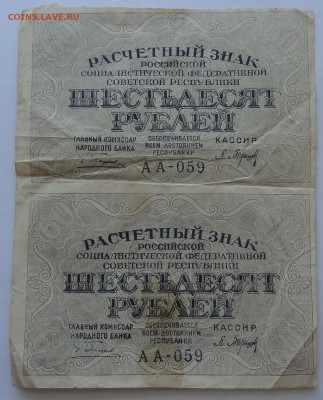 COINS.LAVE.RU
РАСЧЕТНЫЙ ЗНАК
РОССИЙСКОЙ
СОЦИАЛИСТИЧЕСКОЙ ФЕДЕРАТИВНОЙ
СОВЕТСКОЙ РЕСПУБЛИКИ
ШЕСТЬДЕСЯТ
РУБЛЕЙ
ГЛАВНЫЙ КОМИССАР НАРОДНОГО БАНКА
ОБЕСПЕЧИВАЕТСЯ ВСЕМ ДОСТОЯНИЕМ РЕСПУБЛИКИ
КАССИР
АА-059
РАСЧЕТНЫЙ ЗНАК
РОССИЙСКОЙ
СОЦИАЛИСТИЧЕСКОЙ ФЕДЕРАТИВНОЙ
СОВЕТСКОЙ РЕСПУБЛИКИ
ШЕСТЬДЕСЯТ
РУБЛЕЙ
ГЛАВНЫЙ КОМИССАР НАРОДНОГО БАНКА
ОБЕСПЕЧИВАЕТСЯ ВСЕМ ДОСТОЯНИЕМ РЕСПУБЛИКИ
КАССИР
АА-059